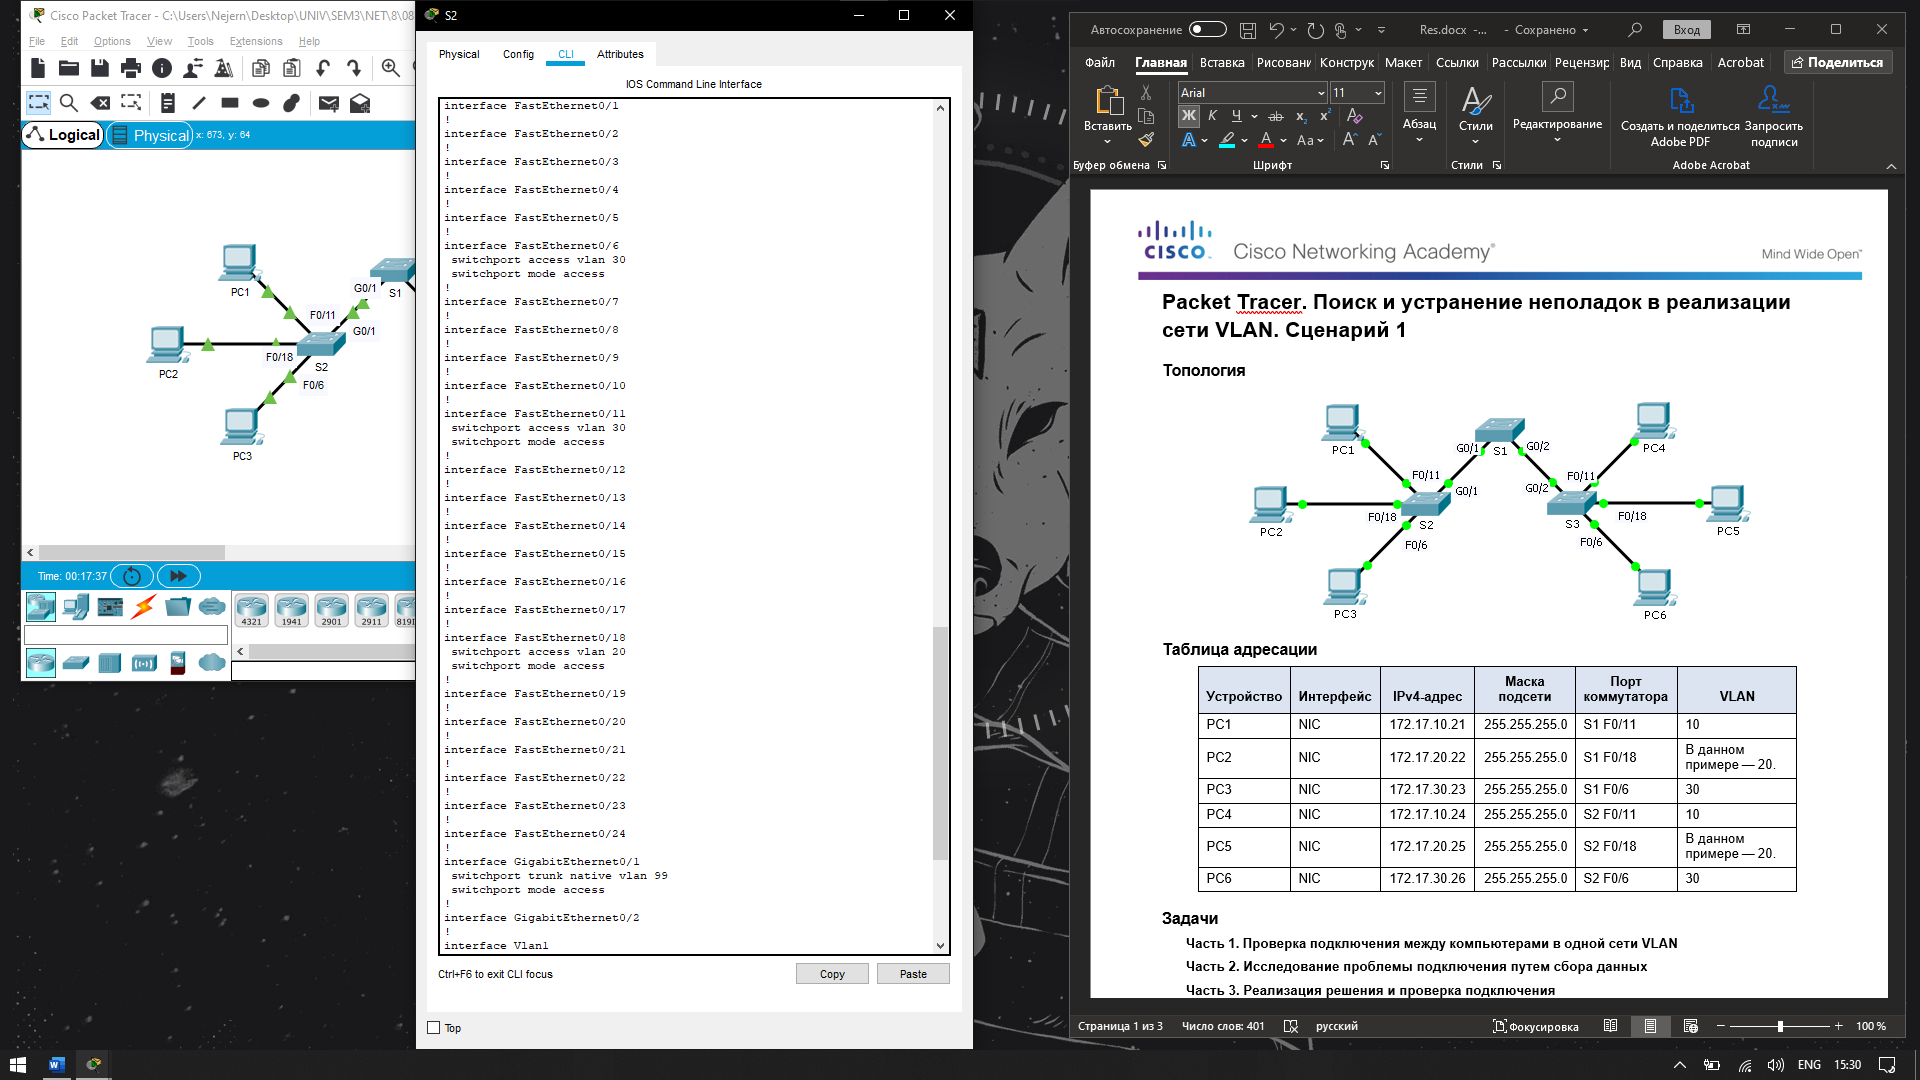 Cisco Packet Tracer - C:\Users\Nejern\Desktop\UNIV\SEM3\NET\8\08
File Edit Options View Tools Extensions Help
Logical
Physical
x: 673, y: 64
PC1
PC2
PC3
G0/1
S1
F0/11
G0/1
F0/18
S2
F0/6
Time: 00:17:37
4321
1941
2901
2911
819I
S2
Physical
Config
CLI
Attributes
IOS Command Line Interface
interface FastEthernet0/1
!
interface FastEthernet0/2
!
interface FastEthernet0/3
!
interface FastEthernet0/4
!
interface FastEthernet0/5
!
interface FastEthernet0/6
switchport access vlan 30
switchport mode access
!
interface FastEthernet0/7
!
interface FastEthernet0/8
!
interface FastEthernet0/9
!
interface FastEthernet0/10
!
interface FastEthernet0/11
switchport access vlan 30
switchport mode access
!
interface FastEthernet0/12
!
interface FastEthernet0/13
!
interface FastEthernet0/14
!
interface FastEthernet0/15
!
interface FastEthernet0/16
!
interface FastEthernet0/17
!
interface FastEthernet0/18
switchport access vlan 20
switchport mode access
!
interface FastEthernet0/19
!
interface FastEthernet0/20
!
interface FastEthernet0/21
!
interface FastEthernet0/22
!
interface FastEthernet0/23
!
interface FastEthernet0/24
!
interface GigabitEthernet0/1
switchport trunk native vlan 99
switchport mode access
!
interface GigabitEthernet0/2
!
interface Vlan1
Ctrl+F6 to exit CLI focus
Copy
Paste
Top
Автосохранение
Res.docx -... - Сохранено
Вход
Файл Главная Вставка Рисовани Конструк Макет Ссылки Рассылки Рецензир Вид Справка Acrobat
Поделиться
Вставить
Буфер обмена
Arial
11
Ж К Ч ab x₂ x²
Aa
Шрифт
Абзац
Стили
Стили
Редактирование
Создать и поделиться Adobe PDF
Запросить подписи
Adobe Acrobat
CISCO Cisco Networking Academy®
Mind Wide Open™
Packet Tracer. Поиск и устранение неполадок в реализации
сети VLAN. Сценарий 1
Топология
PC1
PC2
PC3
F0/11
F0/18
F0/6
S2
G0/1
G0/1
S1
G0/2
G0/2
F0/11
S3
F0/18
F0/6
PC4
PC5
PC6
Таблица адресации
Устройство Интерфейс IPv4-адрес Маска подсети Порт коммутатора VLAN
PC1 NIC 172.17.10.21 255.255.255.0 S1 F0/11 10
PC2 NIC 172.17.20.22 255.255.255.0 S1 F0/18 В данном примере — 20.
PC3 NIC 172.17.30.23 255.255.255.0 S1 F0/6 30
PC4 NIC 172.17.10.24 255.255.255.0 S2 F0/11 10
PC5 NIC 172.17.20.25 255.255.255.0 S2 F0/18 В данном примере — 20.
PC6 NIC 172.17.30.26 255.255.255.0 S2 F0/6 30
Задачи
Часть 1. Проверка подключения между компьютерами в одной сети VLAN
Часть 2. Исследование проблемы подключения путем сбора данных
Часть 3. Реализация решения и проверка подключения
Страница 1 из 3
Число слов: 401
русский
Фокусировка
100 %
ENG
15:30